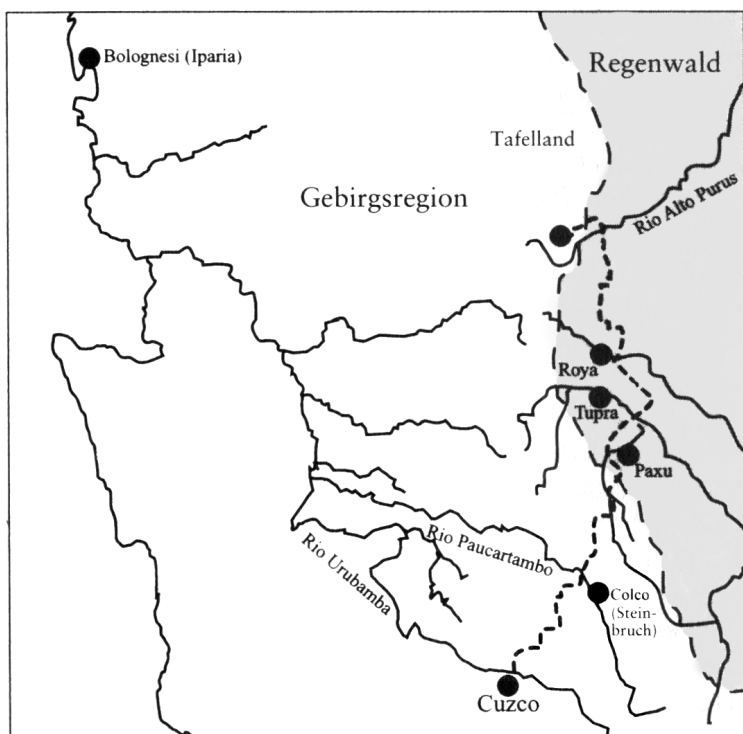 Bolognesi (Iparia)
Regenwald
Tafelland
Gebirgsregion
Rio Alto Purus
Roya
Tupra
Paxu
Rio Paucartambo
Rio Urubamba
Colco
(Stein-
bruch)
Cuzco